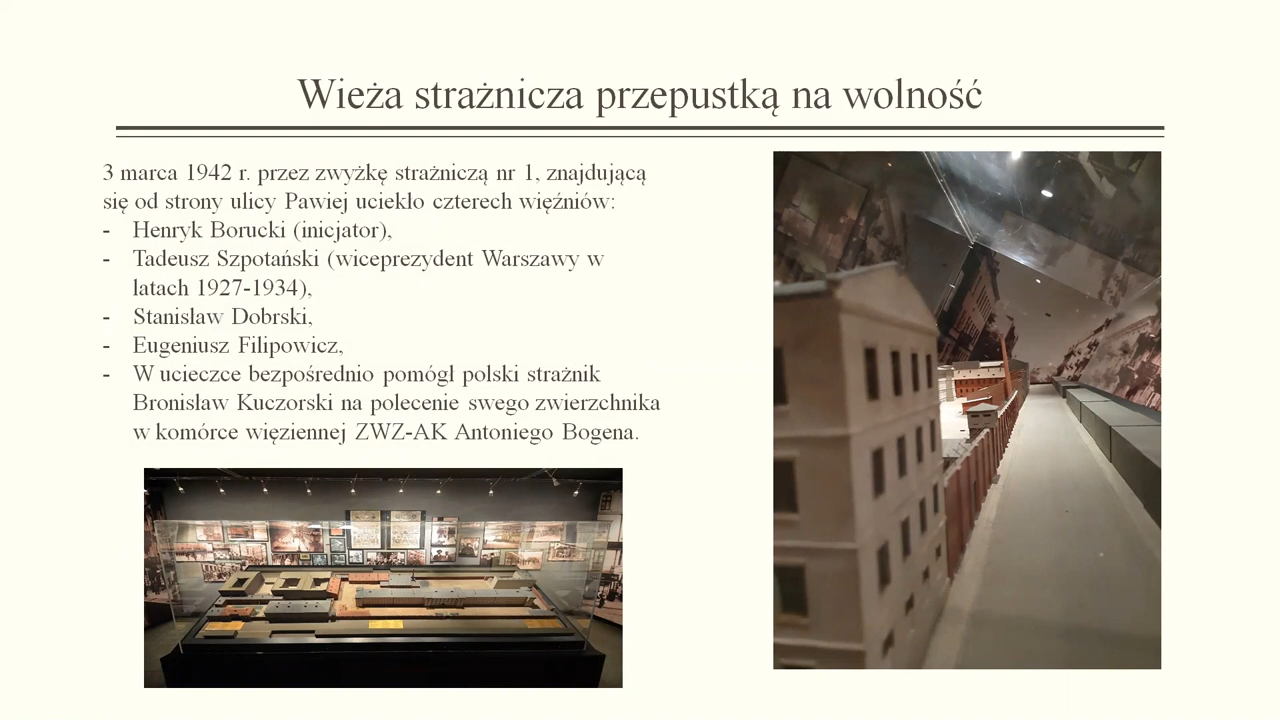 Wieża strażnicza przepustką na wolność
3 marca 1942 r. przez zwyżkę strażniczą nr 1, znajdującą
się od strony ulicy Pawiej uciekło czterech więźniów:
- Henryk Borucki (inicjator),
- Tadeusz Szpotański (wiceprezydent Warszawy w
latach 1927-1934),
- Stanisław Dobrski,
- Eugeniusz Filipowicz,
- W ucieczce bezpośrednio pomógł polski strażnik
Bronisław Kuczorski na polecenie swego zwierzchnika
w komórce więziennej ZWZ-AK Antoniego Bogena.